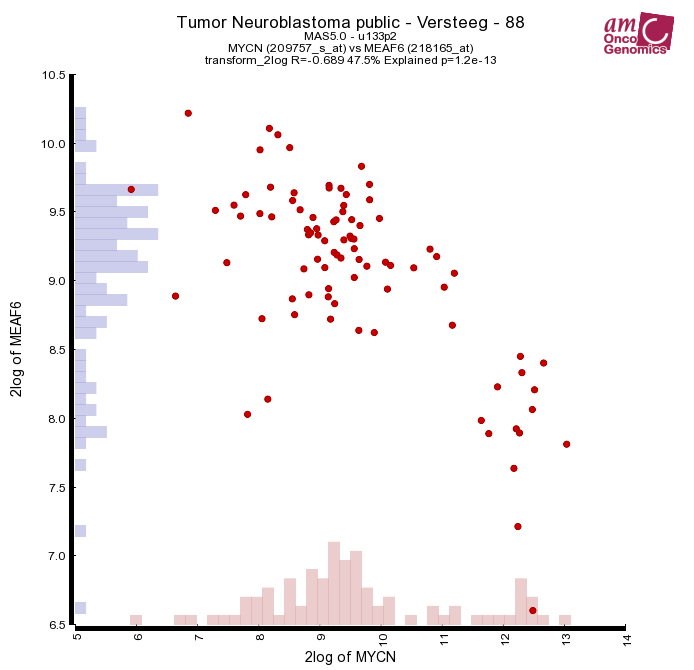 Tumor Neuroblastoma public - Versteeg - 88
MAS5.0 - u133p2
MYCN (209757_s_at) vs MEAF6 (218165_at)
transform_2log R=-0.689 47.5% Explained p=1.2e-13
amc
Onco
Genomics
10.5
10.0
9.5
9.0
8.5
8.0
7.5
7.0
6.5
2log of MEAF6
5 6 7 8 9 10 11 12 13 14
2log of MYCN